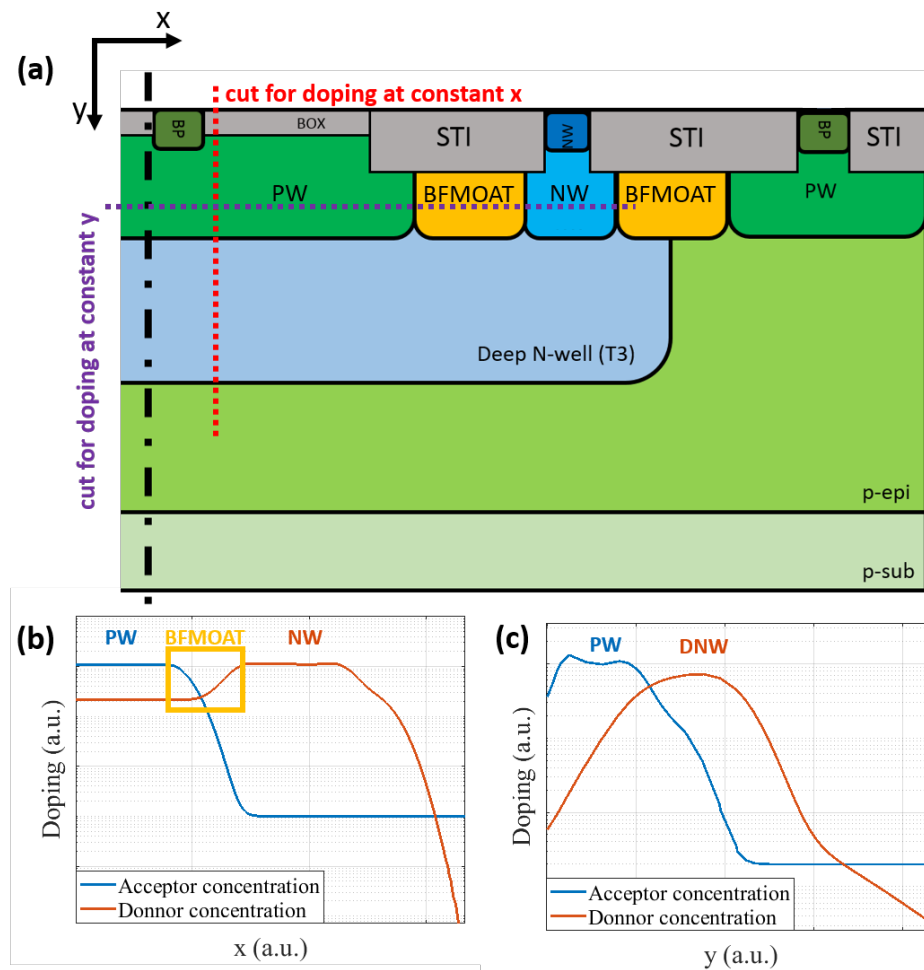 x
(a)
y
cut for doping at constant x
BP
BOX
STI
NW
STI
BP
STI
PW
BFMOAT
NW
BFMOAT
PW
cut for doping at constant y
Deep N-well (T3)
p-epi
p-sub
(b)
PW
BFMOAT
NW
Doping (a.u.)
Acceptor concentration
Donnor concentration
x (a.u.)
(c)
PW
DNW
Doping (a.u.)
Acceptor concentration
Donnor concentration
y (a.u.)